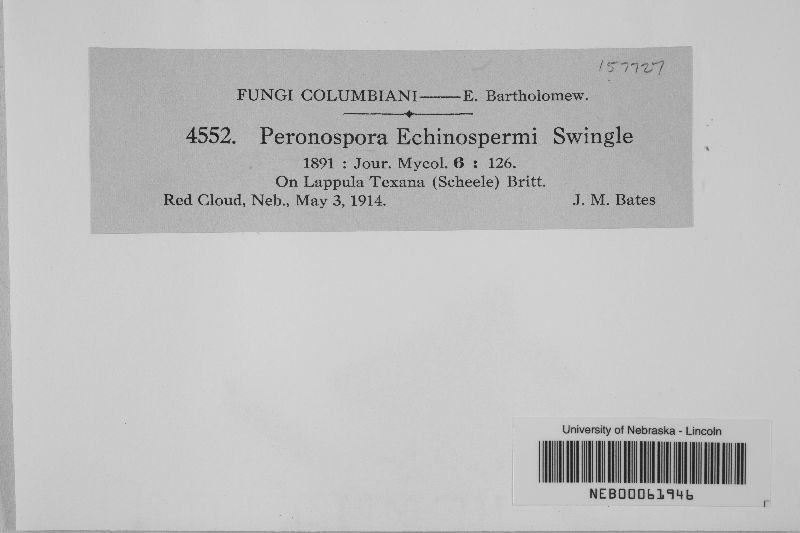 157727
FUNGI COLUMBIANI——E. Bartholomew.
4552. Peronospora Echinospermi Swingle
1891 : Jour. Mycol. 6 : 126.
On Lappula Texana (Scheele) Britt.
Red Cloud, Neb., May 3, 1914. J. M. Bates
University of Nebraska - Lincoln
NEB00061946